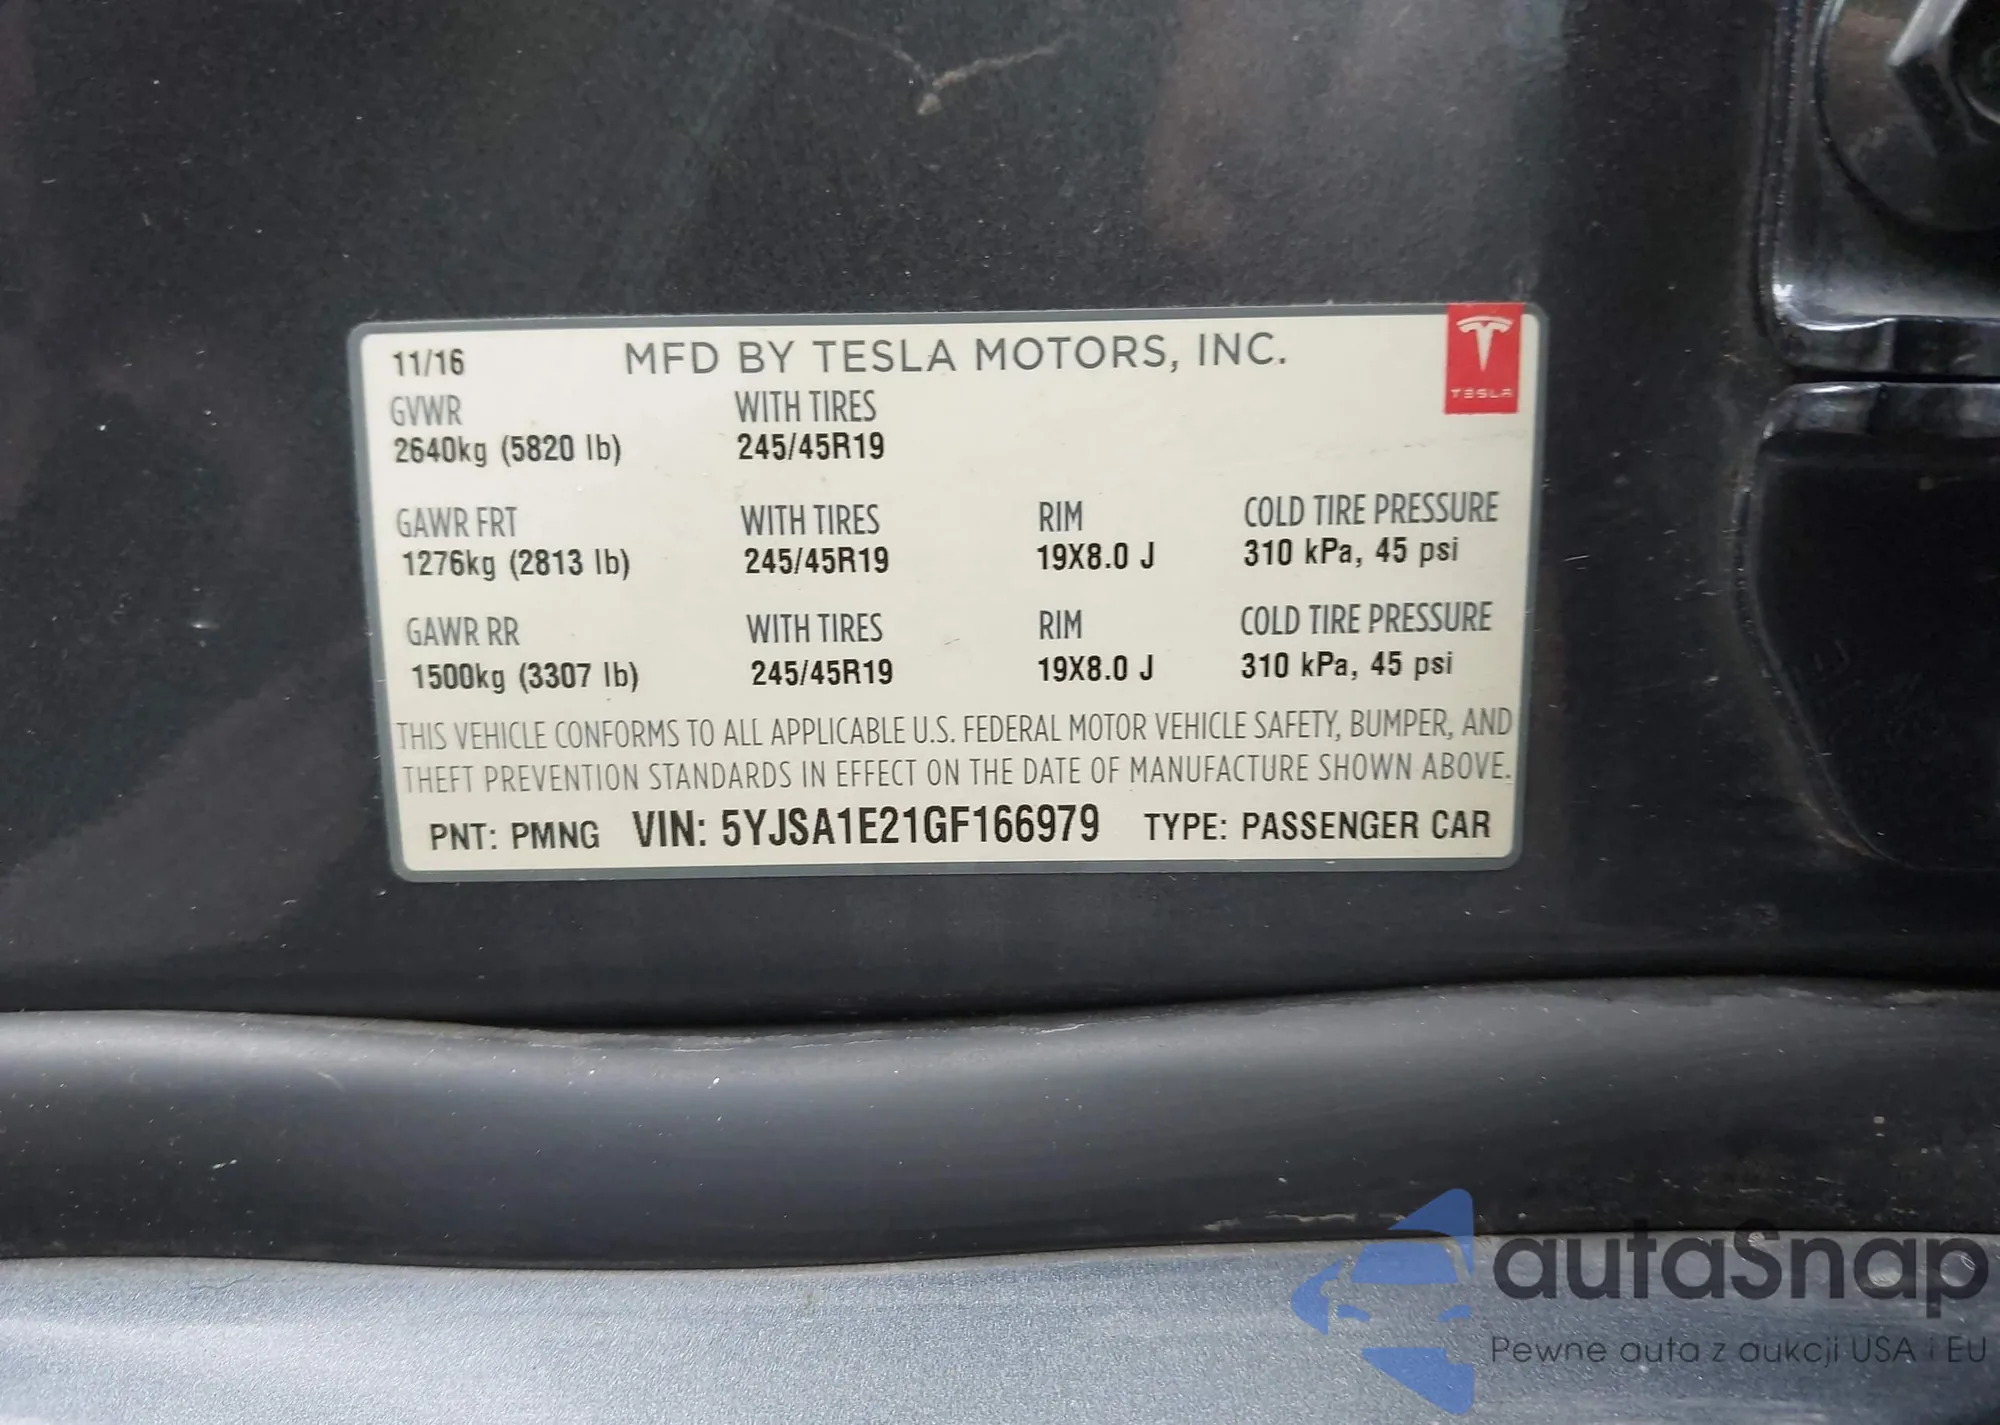 11/16 MFD BY TESLA MOTORS, INC.
TESLA
GVWR WITH TIRES
2640kg (5820 lb) 245/45R19
GAWR FRT WITH TIRES RIM COLD TIRE PRESSURE
1276kg (2813 lb) 245/45R19 19X8.0 J 310 kPa, 45 psi
GAWR RR WITH TIRES RIM COLD TIRE PRESSURE
1500kg (3307 lb) 245/45R19 19X8.0 J 310 kPa, 45 psi
THIS VEHICLE CONFORMS TO ALL APPLICABLE U.S. FEDERAL MOTOR VEHICLE SAFETY, BUMPER, AND
THEFT PREVENTION STANDARDS IN EFFECT ON THE DATE OF MANUFACTURE SHOWN ABOVE.
PNT: PMNG VIN: 5YJSA1E21GF166979 TYPE: PASSENGER CAR
autaSnap
Pewne auta z aukcji USA i EU